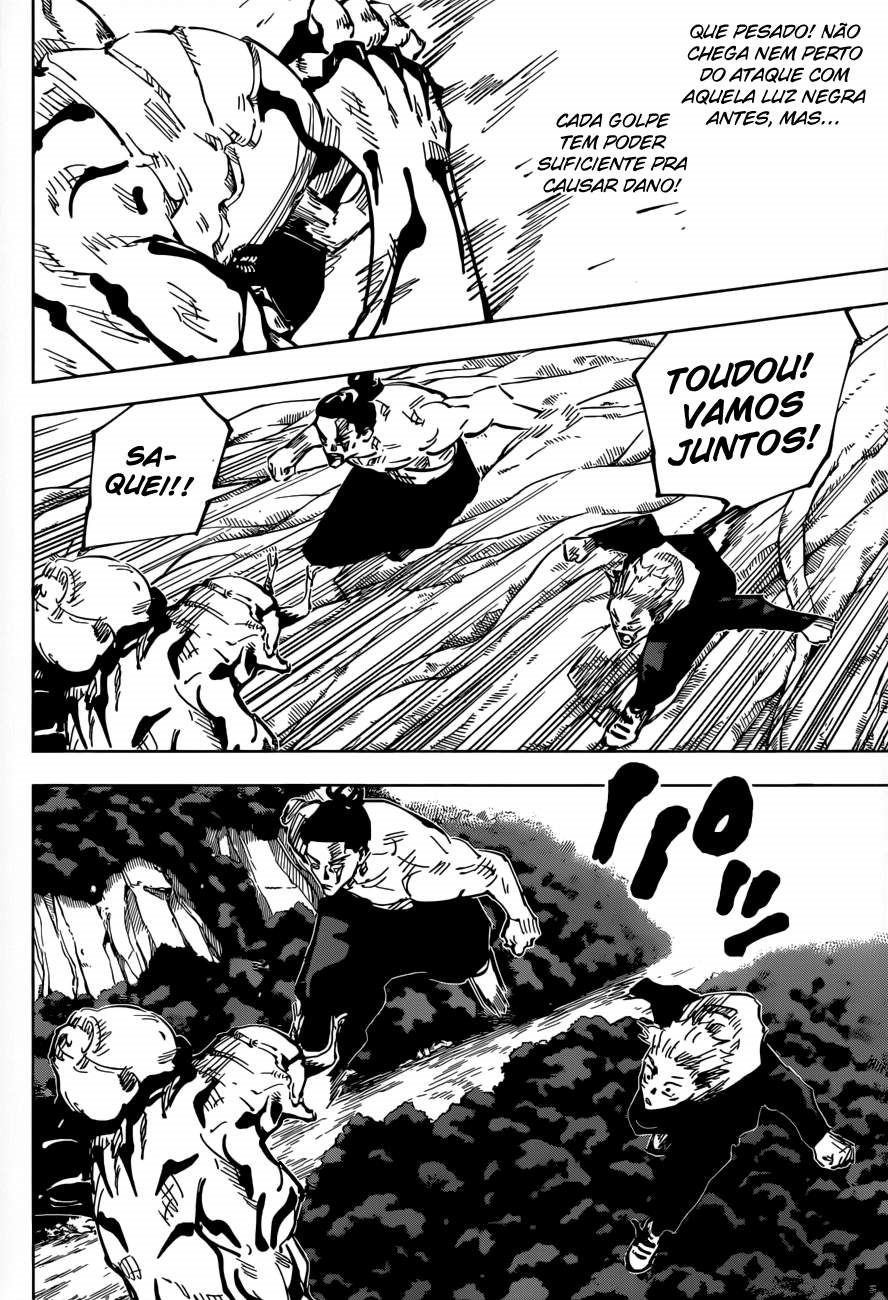 QUE PESADO! NÃO
CHEGA NEM PERTO
DO ATAQUE COM
AQUELA LUZ NEGRA
ANTES, MAS...
CADA GOLPE
TEM PODER
SUFICIENTE PRA
CAUSAR DANO!
TOUDOU!
VAMOS
JUNTOS!
SA-
QUEI!!